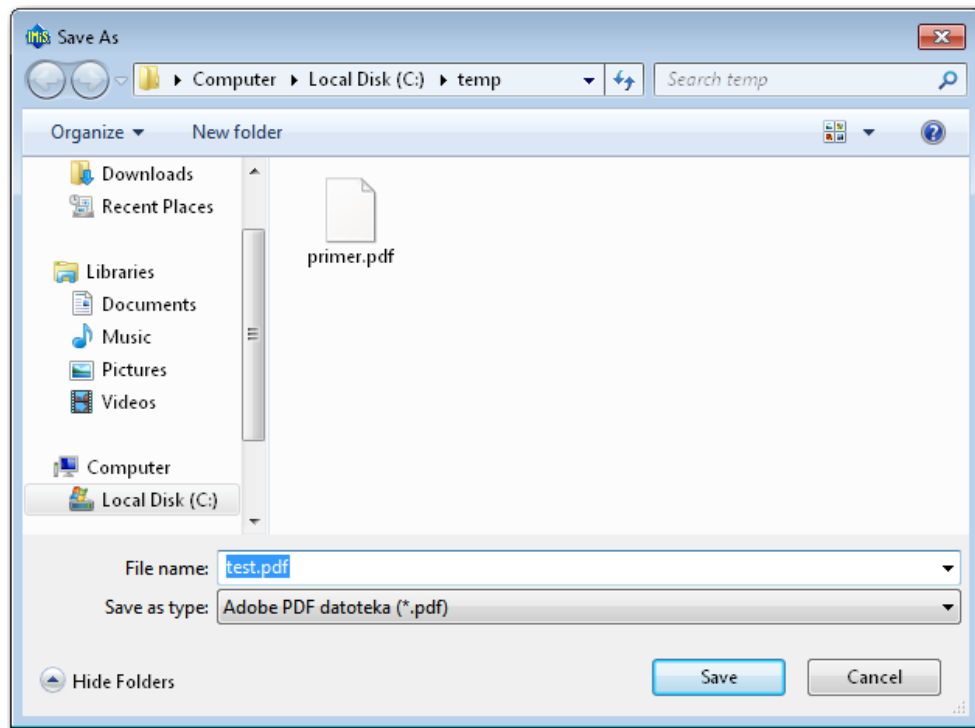 IMiS Save As
Computer Local Disk (C:) temp Search temp
Organize New folder
Downloads
Recent Places
Libraries
Documents
Music
Pictures
Videos
Computer
Local Disk (C:)
primer.pdf
File name: test.pdf
Save as type: Adobe PDF datoteka (*.pdf)
Hide Folders Save Cancel